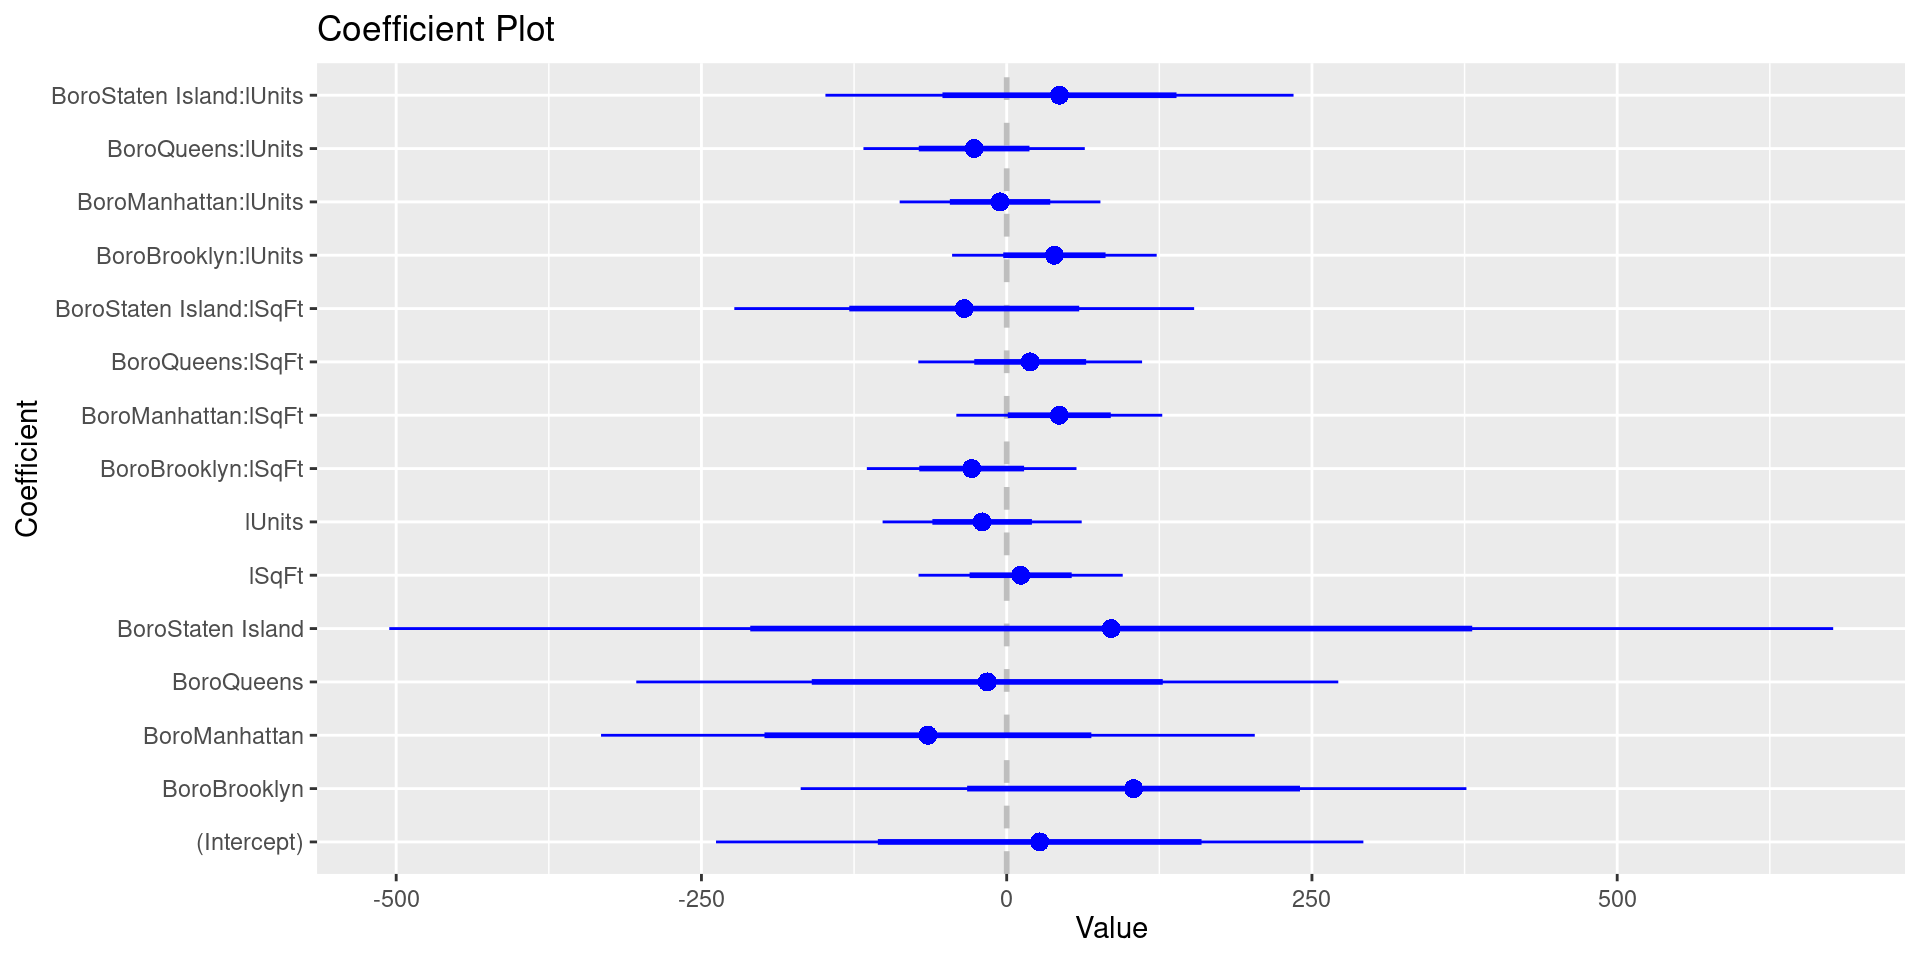 Coefficient Plot
BoroStaten Island:lUnits
BoroQueens:lUnits
BoroManhattan:lUnits
BoroBrooklyn:lUnits
BoroStaten Island:lSqFt
BoroQueens:lSqFt
BoroManhattan:lSqFt
BoroBrooklyn:lSqFt
lUnits
lSqFt
BoroStaten Island
BoroQueens
BoroManhattan
BoroBrooklyn
(Intercept)
Coefficient
-500 -250 0 250 500
Value